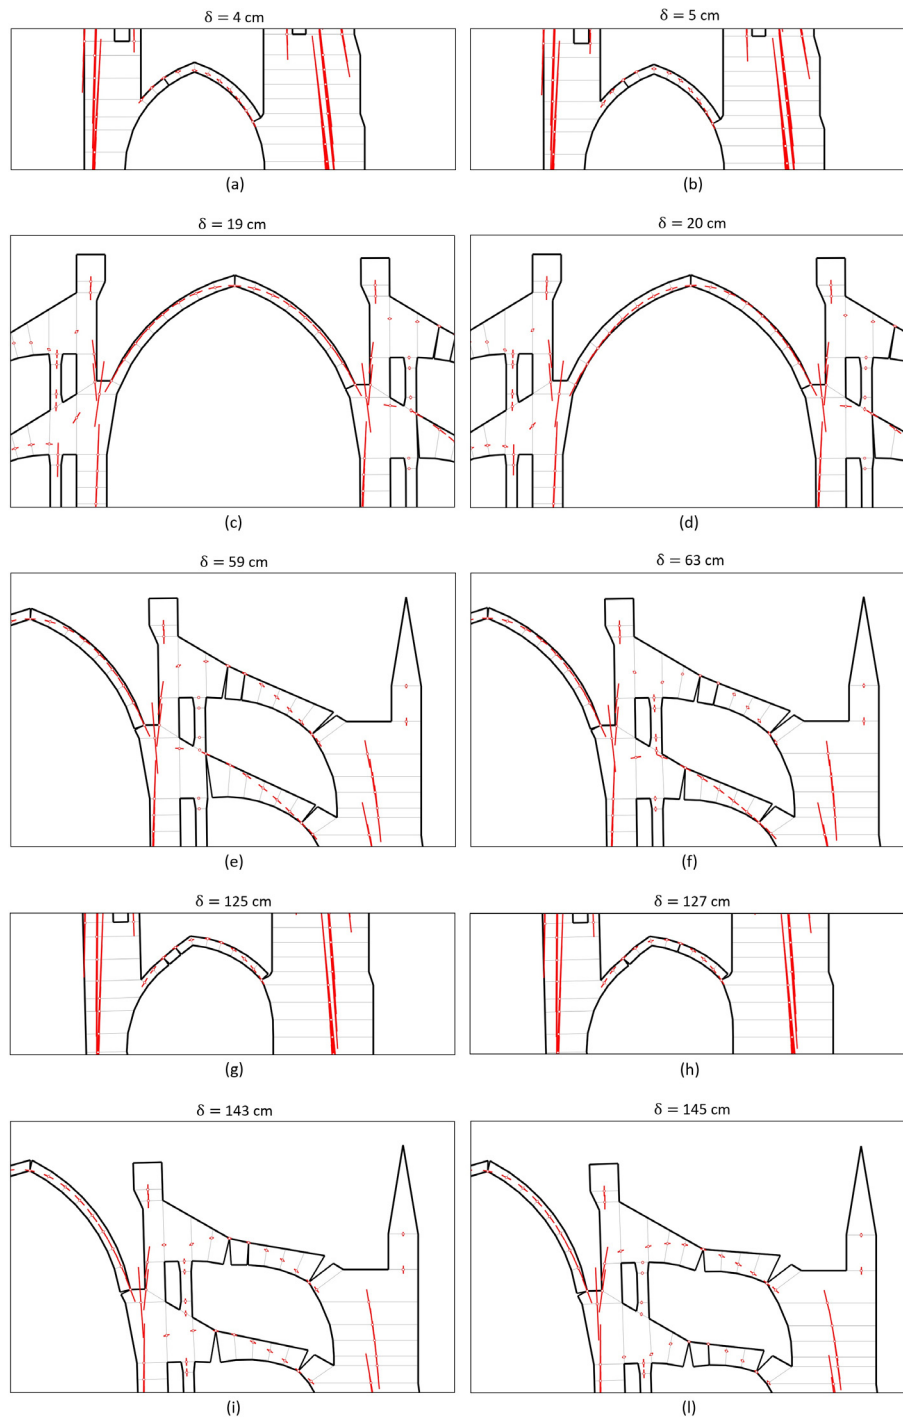 δ = 4 cm
δ = 5 cm
(a)
(b)
δ = 19 cm
δ = 20 cm
(c)
(d)
δ = 59 cm
δ = 63 cm
(e)
(f)
δ = 125 cm
δ = 127 cm
(g)
(h)
δ = 143 cm
δ = 145 cm
(i)
(l)